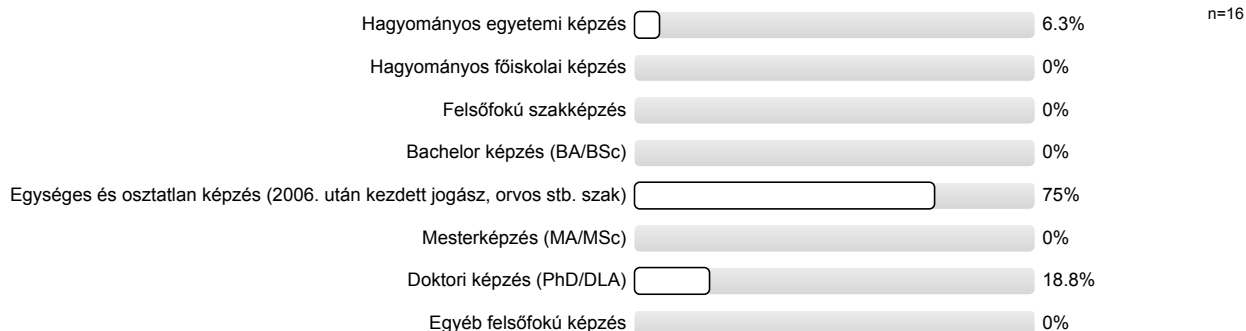 Hagyományos egyetemi képzés 6.3% n=16
Hagyományos főiskolai képzés 0%
Felsőfokú szakképzés 0%
Bachelor képzés (BA/BSc) 0%
Egységes és osztatlan képzés (2006. után kezdett jogász, orvos stb. szak) 75%
Mesterképzés (MA/MSc) 0%
Doktori képzés (PhD/DLA) 18.8%
Egyéb felsőfokú képzés 0%